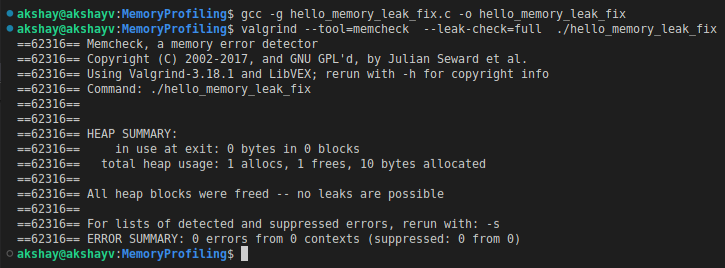 akshay@akshayv:MemoryProfiling$ gcc -g hello_memory_leak_fix.c -o hello_memory_leak_fix
akshay@akshayv:MemoryProfiling$ valgrind --tool=memcheck  --leak-check=full  ./hello_memory_leak_fix
==62316== Memcheck, a memory error detector
==62316== Copyright (C) 2002-2017, and GNU GPL'd, by Julian Seward et al.
==62316== Using Valgrind-3.18.1 and LibVEX; rerun with -h for copyright info
==62316== Command: ./hello_memory_leak_fix
==62316==
==62316==
==62316== HEAP SUMMARY:
==62316==     in use at exit: 0 bytes in 0 blocks
==62316==   total heap usage: 1 allocs, 1 frees, 10 bytes allocated
==62316==
==62316== All heap blocks were freed -- no leaks are possible
==62316==
==62316== For lists of detected and suppressed errors, rerun with: -s
==62316== ERROR SUMMARY: 0 errors from 0 contexts (suppressed: 0 from 0)
akshay@akshayv:MemoryProfiling$